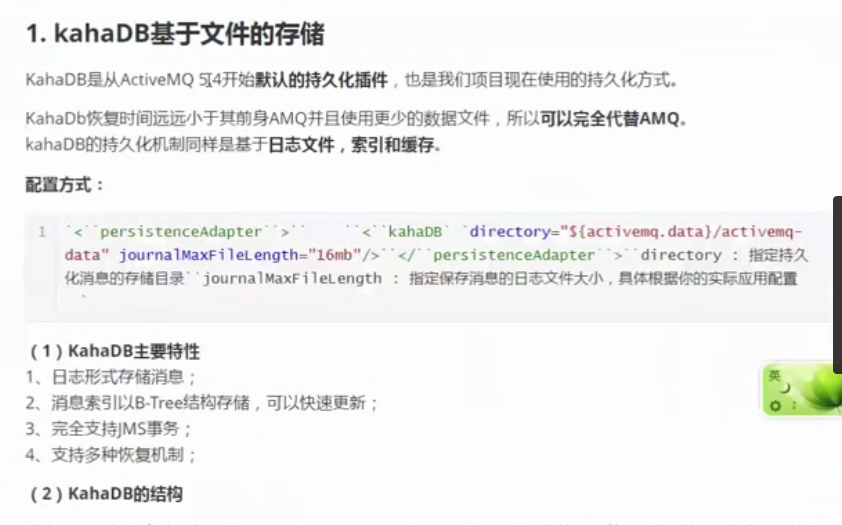 1. kahaDB基于文件的存储
KahaDB是从ActiveMQ 5.4开始默认的持久化插件，也是我们项目现在使用的持久化方式。
KahaDb恢复时间远远小于其前身AMQ并且使用更少的数据文件，所以可以完全代替AMQ。
kahaDB的持久化机制同样是基于日志文件，索引和缓存。
配置方式：
1 `<``persistenceAdapter``>`` ``<``kahaDB` `directory="${activemq.data}/activemq-
data" journalMaxFileLength="16mb"/>``</``persistenceAdapter``>``directory : 指定持久
化消息的存储目录``journalMaxFileLength : 指定保存消息的日志文件大小，具体根据你的实际应用配置
`
（1）KahaDB主要特性
1、日志形式存储消息；
2、消息索引以B-Tree结构存储，可以快速更新；
3、完全支持JMS事务；
4、支持多种恢复机制；
英
（2）KahaDB的结构